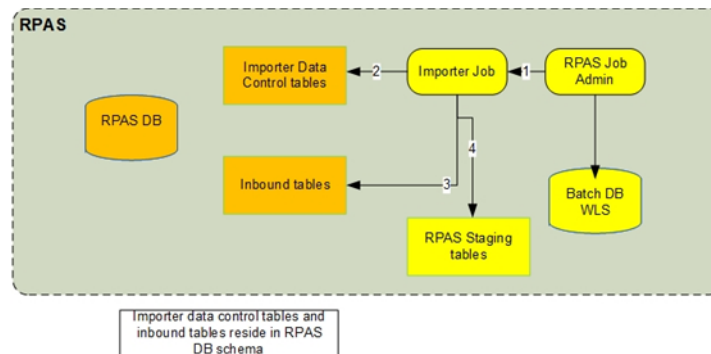 RPAS
Importer Data
Control tables
2
Importer Job
1
RPAS Job
Admin
RPAS DB
4
Inbound tables
3
Batch DB
WLS
RPAS Staging
tables
Importer data control tables and
inbound tables reside in RPAS
DB schema